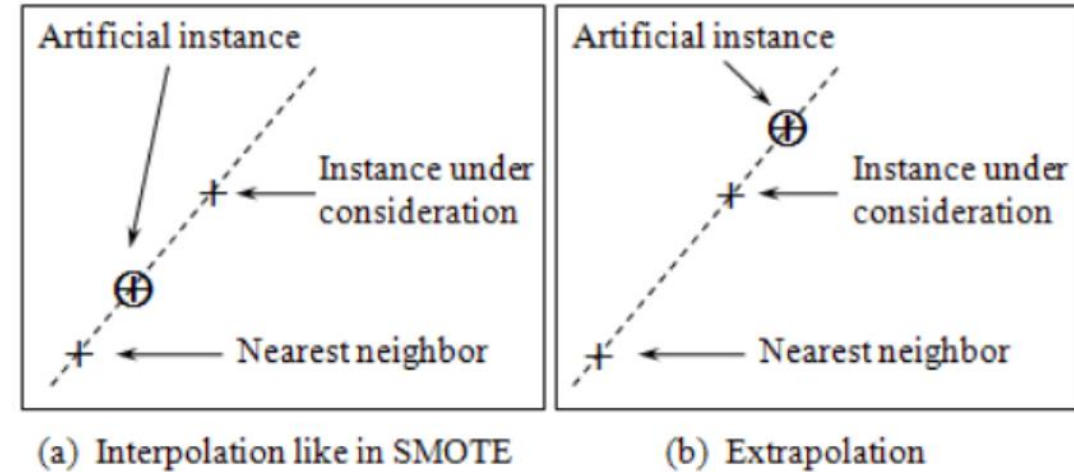 Artificial instance
Instance under
consideration
Nearest neighbor
(a) Interpolation like in SMOTE
Artificial instance
Instance under
consideration
Nearest neighbor
(b) Extrapolation